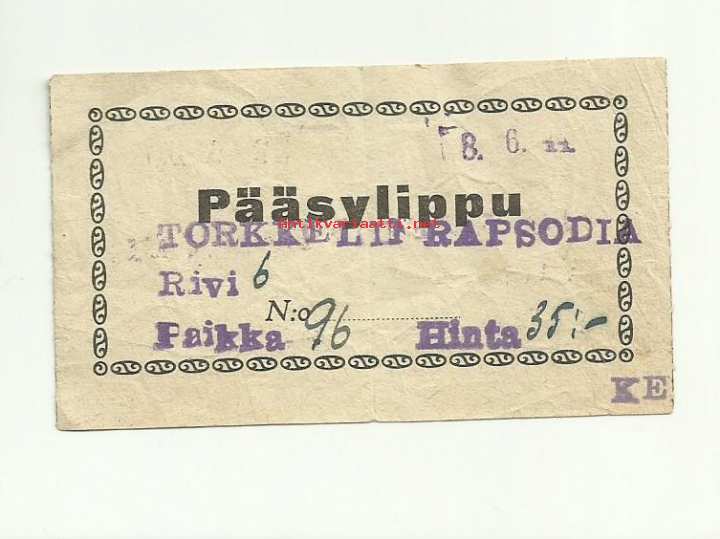 8. 6.
Pääsylippu
antikvariaatti.net
TORKKELIN RAPSODIA
Rivi 6
N:o 96
Paikka Hinta 35:-
KE